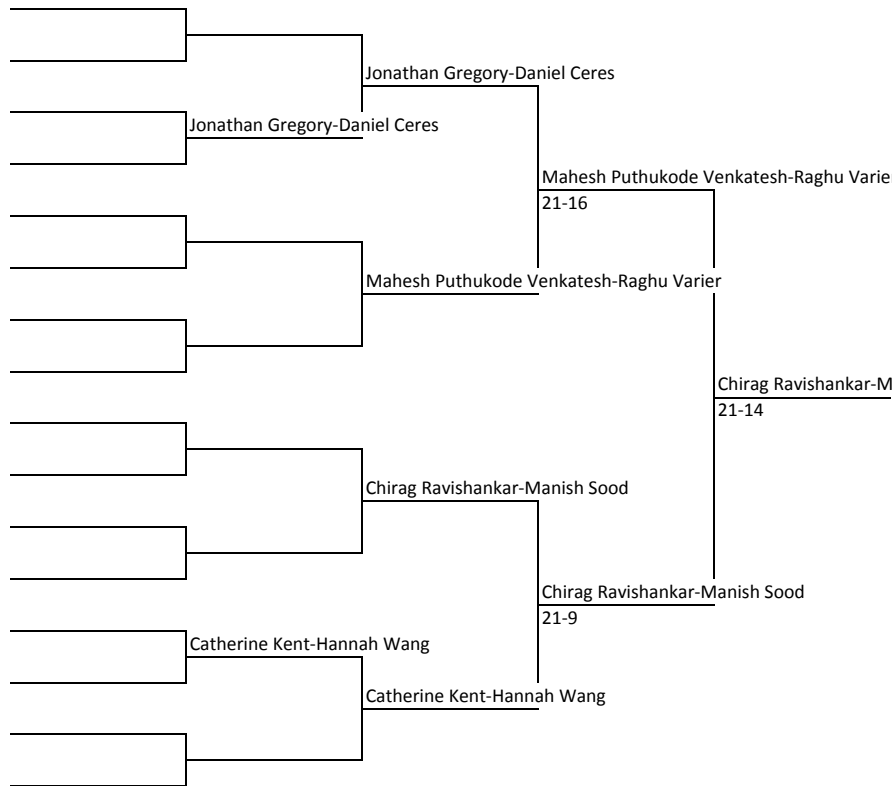 Jonathan Gregory-Daniel Ceres
Jonathan Gregory-Daniel Ceres
Mahesh Puthukode Venkatesh-Raghu Varier
21-16
Mahesh Puthukode Venkatesh-Raghu Varier
Chirag Ravishankar-M
21-14
Chirag Ravishankar-Manish Sood
Chirag Ravishankar-Manish Sood
21-9
Catherine Kent-Hannah Wang
Catherine Kent-Hannah Wang